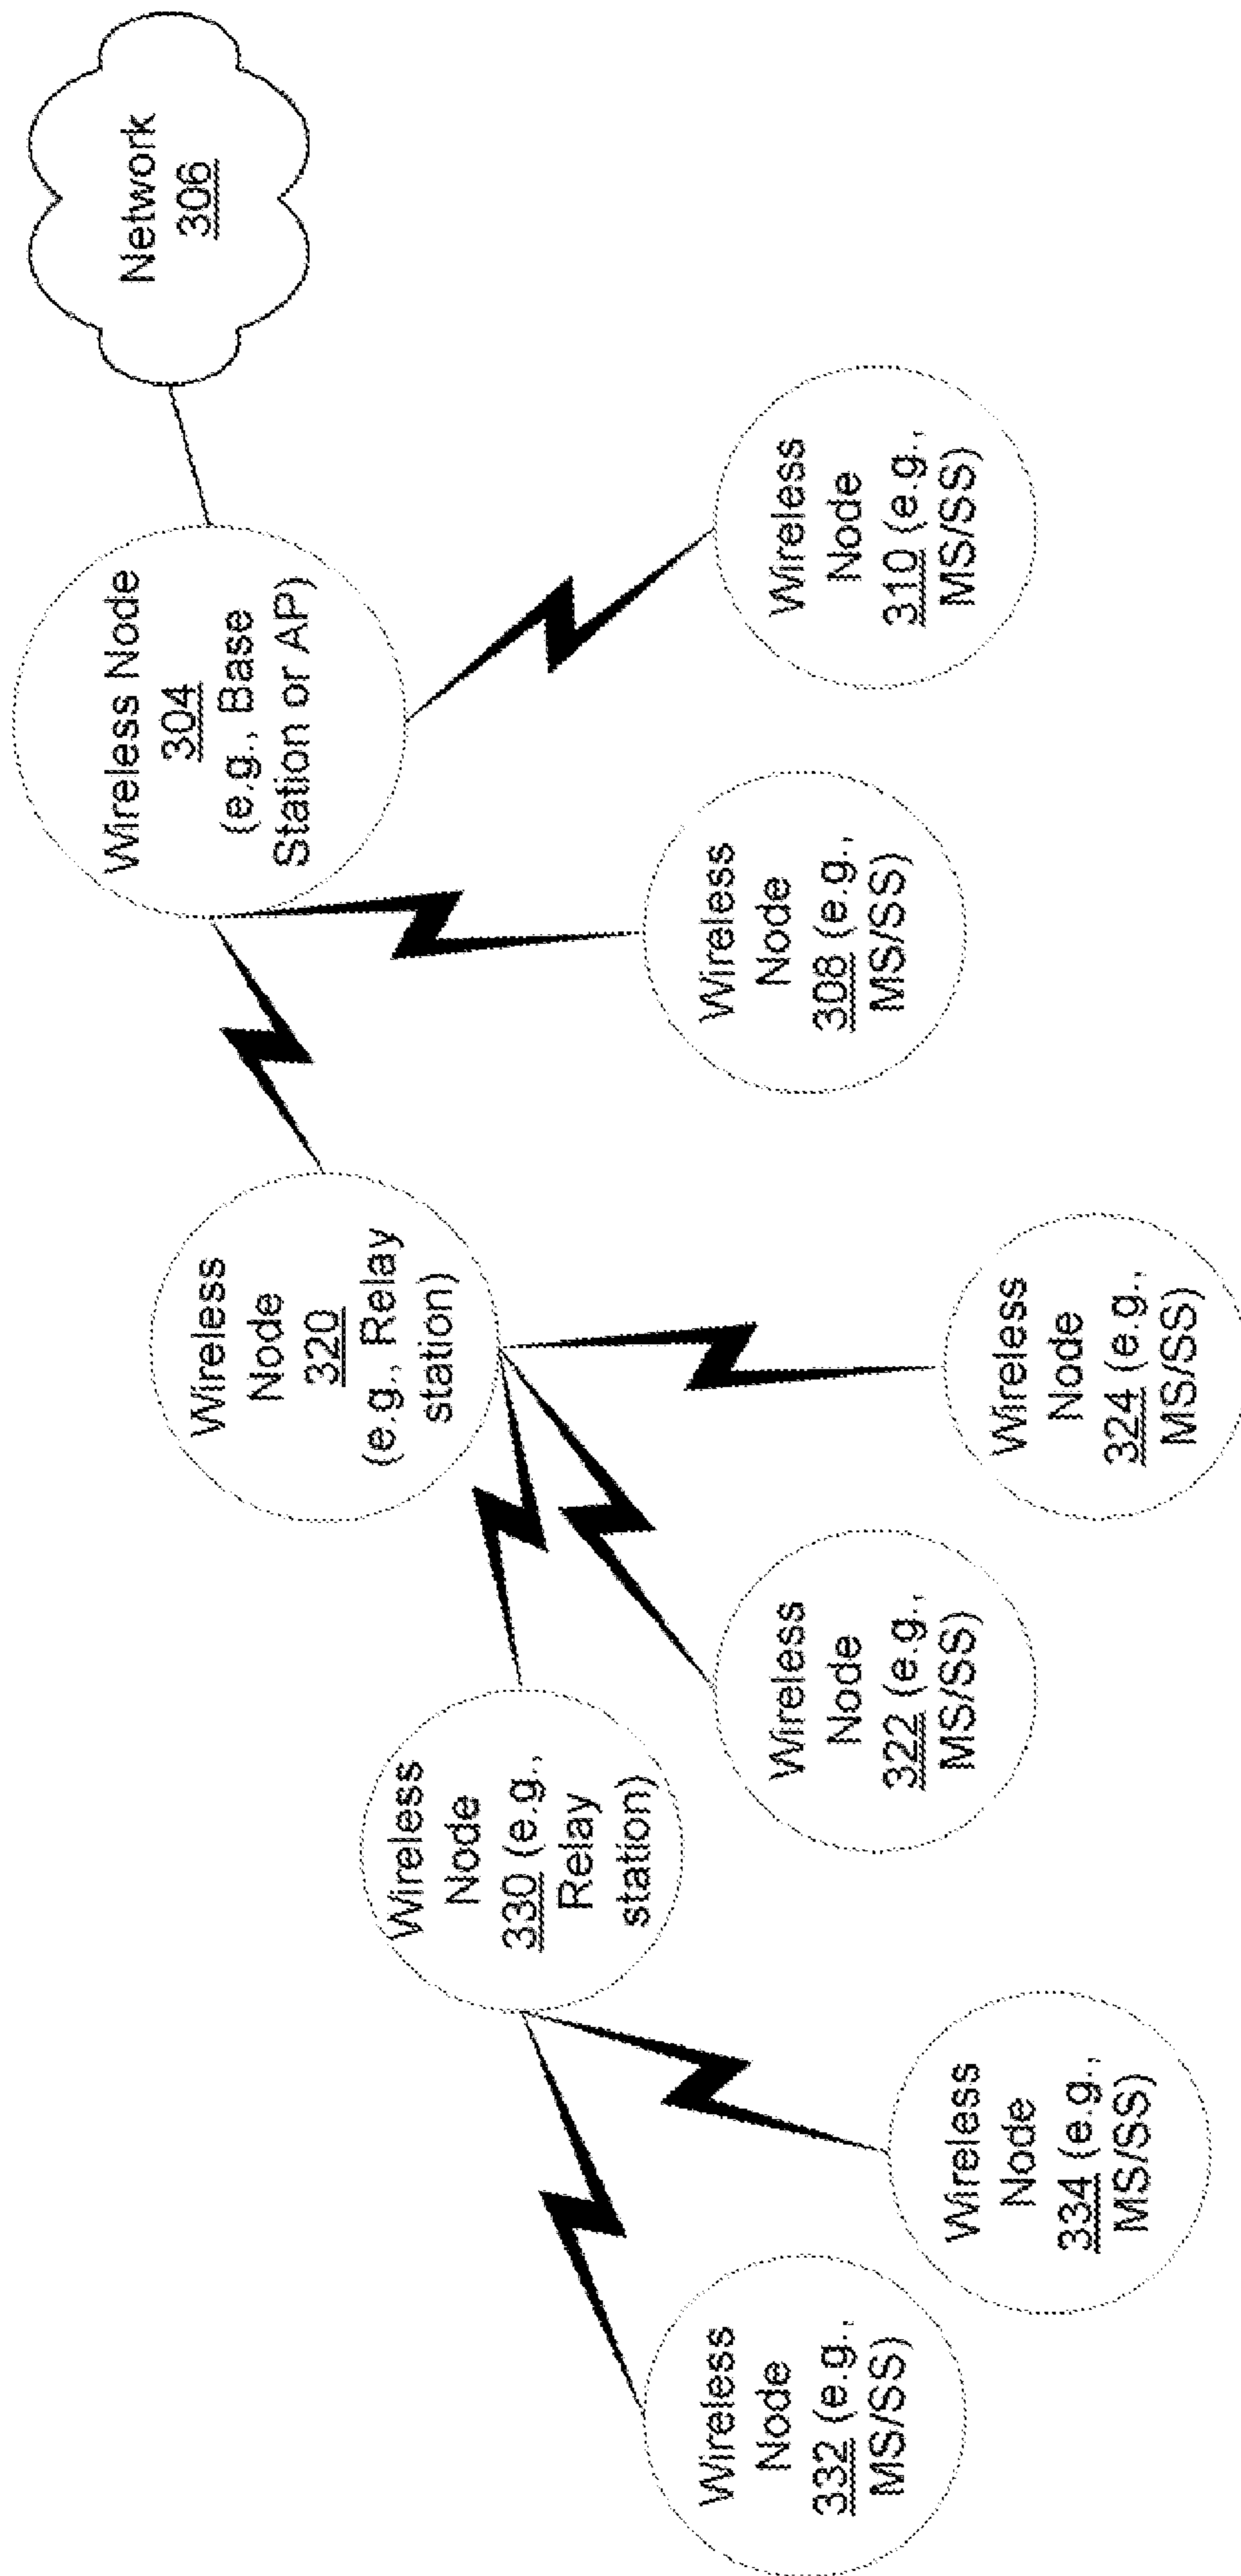 Network
306
Wireless Node
304
(e.g., Base
Station or AP)
Wireless
Node
310 (e.g.,
MS/SS)
Wireless
Node
308 (e.g.,
MS/SS)
Wireless
Node
320
(e.g., Relay
station)
Wireless
Node
324 (e.g.,
MS/SS)
Wireless
Node
322 (e.g.,
MS/SS)
Wireless
Node
330 (e.g.,
Relay
station)
Wireless
Node
334 (e.g.,
MS/SS)
Wireless
Node
332 (e.g.,
MS/SS)